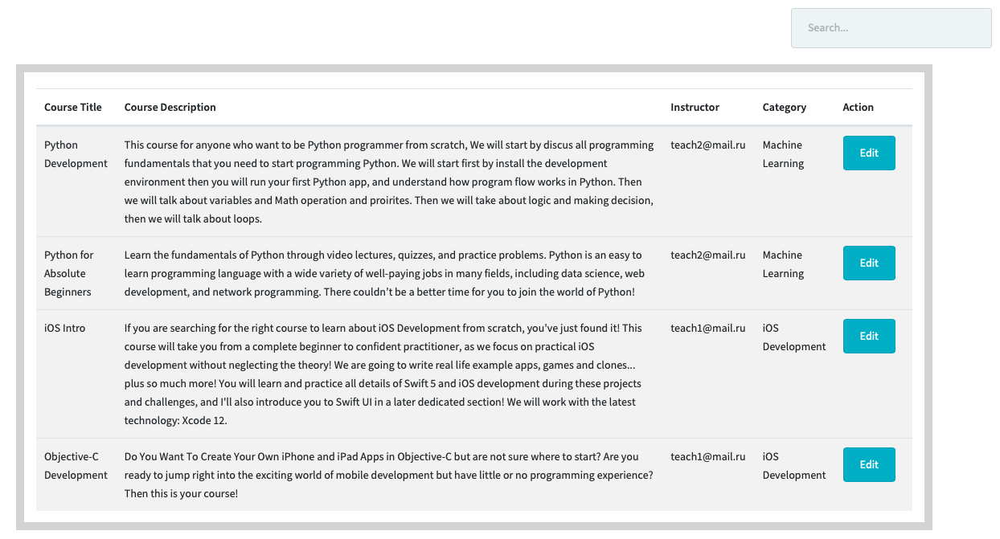 Search...
Course Title Course Description Instructor Category Action
Python Development
This course for anyone who want to be Python programmer from scratch, We will start by discus all programming
fundamentals that you need to start programming Python. We will start first by install the development
environment then you will run your first Python app, and understand how program flow works in Python. Then
we will talk about variables and Math operation and proirites. Then we will take about logic and making decision,
then we will talk about loops.
teach2@mail.ru
Machine
Learning
Edit
Python for
Absolute
Beginners
Learn the fundamentals of Python through video lectures, quizzes, and practice problems. Python is an easy to
learn programming language with a wide variety of well-paying jobs in many fields, including data science, web
development, and network programming. There couldn’t be a better time for you to join the world of Python!
teach2@mail.ru
Machine
Learning
Edit
iOS Intro
If you are searching for the right course to learn about iOS Development from scratch, you've just found it! This
course will take you from a complete beginner to confident practitioner, as we focus on practical iOS
development without neglecting the theory! We are going to write real life example apps, games and clones...
plus so much more! You will learn and practice all details of Swift 5 and iOS development during these projects
and challenges, and I'll also introduce you to Swift UI in a later dedicated section! We will work with the latest
technology: Xcode 12.
teach1@mail.ru
iOS
Development
Edit
Objective-C
Development
Do You Want To Create Your Own iPhone and iPad Apps in Objective-C but are not sure where to start? Are you
ready to jump right into the exciting world of mobile development but have little or no programming experience?
Then this is your course!
teach1@mail.ru
iOS
Development
Edit